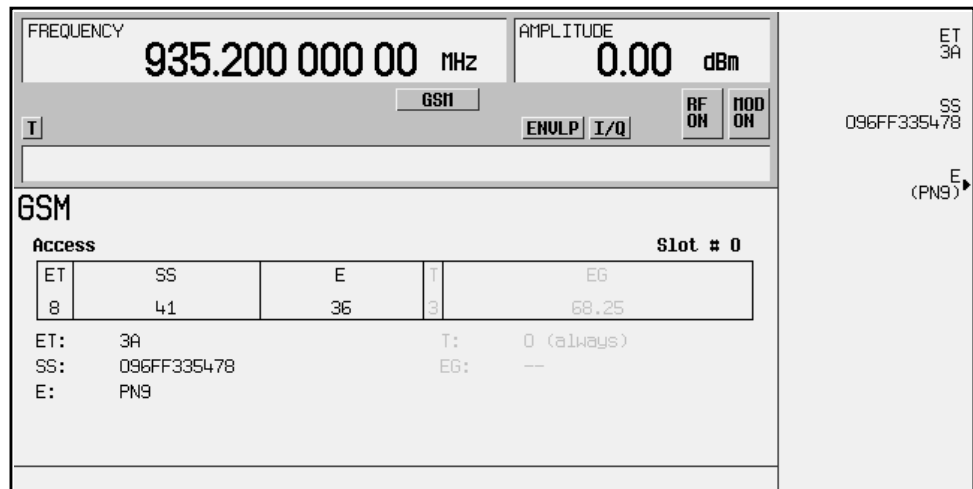 FREQUENCY
935.200 000 00 MHz
AMPLITUDE
0.00 dBm
GSM
RF ON
MOD ON
T
ENVLP
I/Q
GSM
Access
Slot # 0
ET SS E T EG
8 41 36 3 68.25
ET: 3A
T: 0 (always)
SS: 096FF335478
EG: --
E: PN9
ET
3A
SS
096FF335478
E
(PN9)